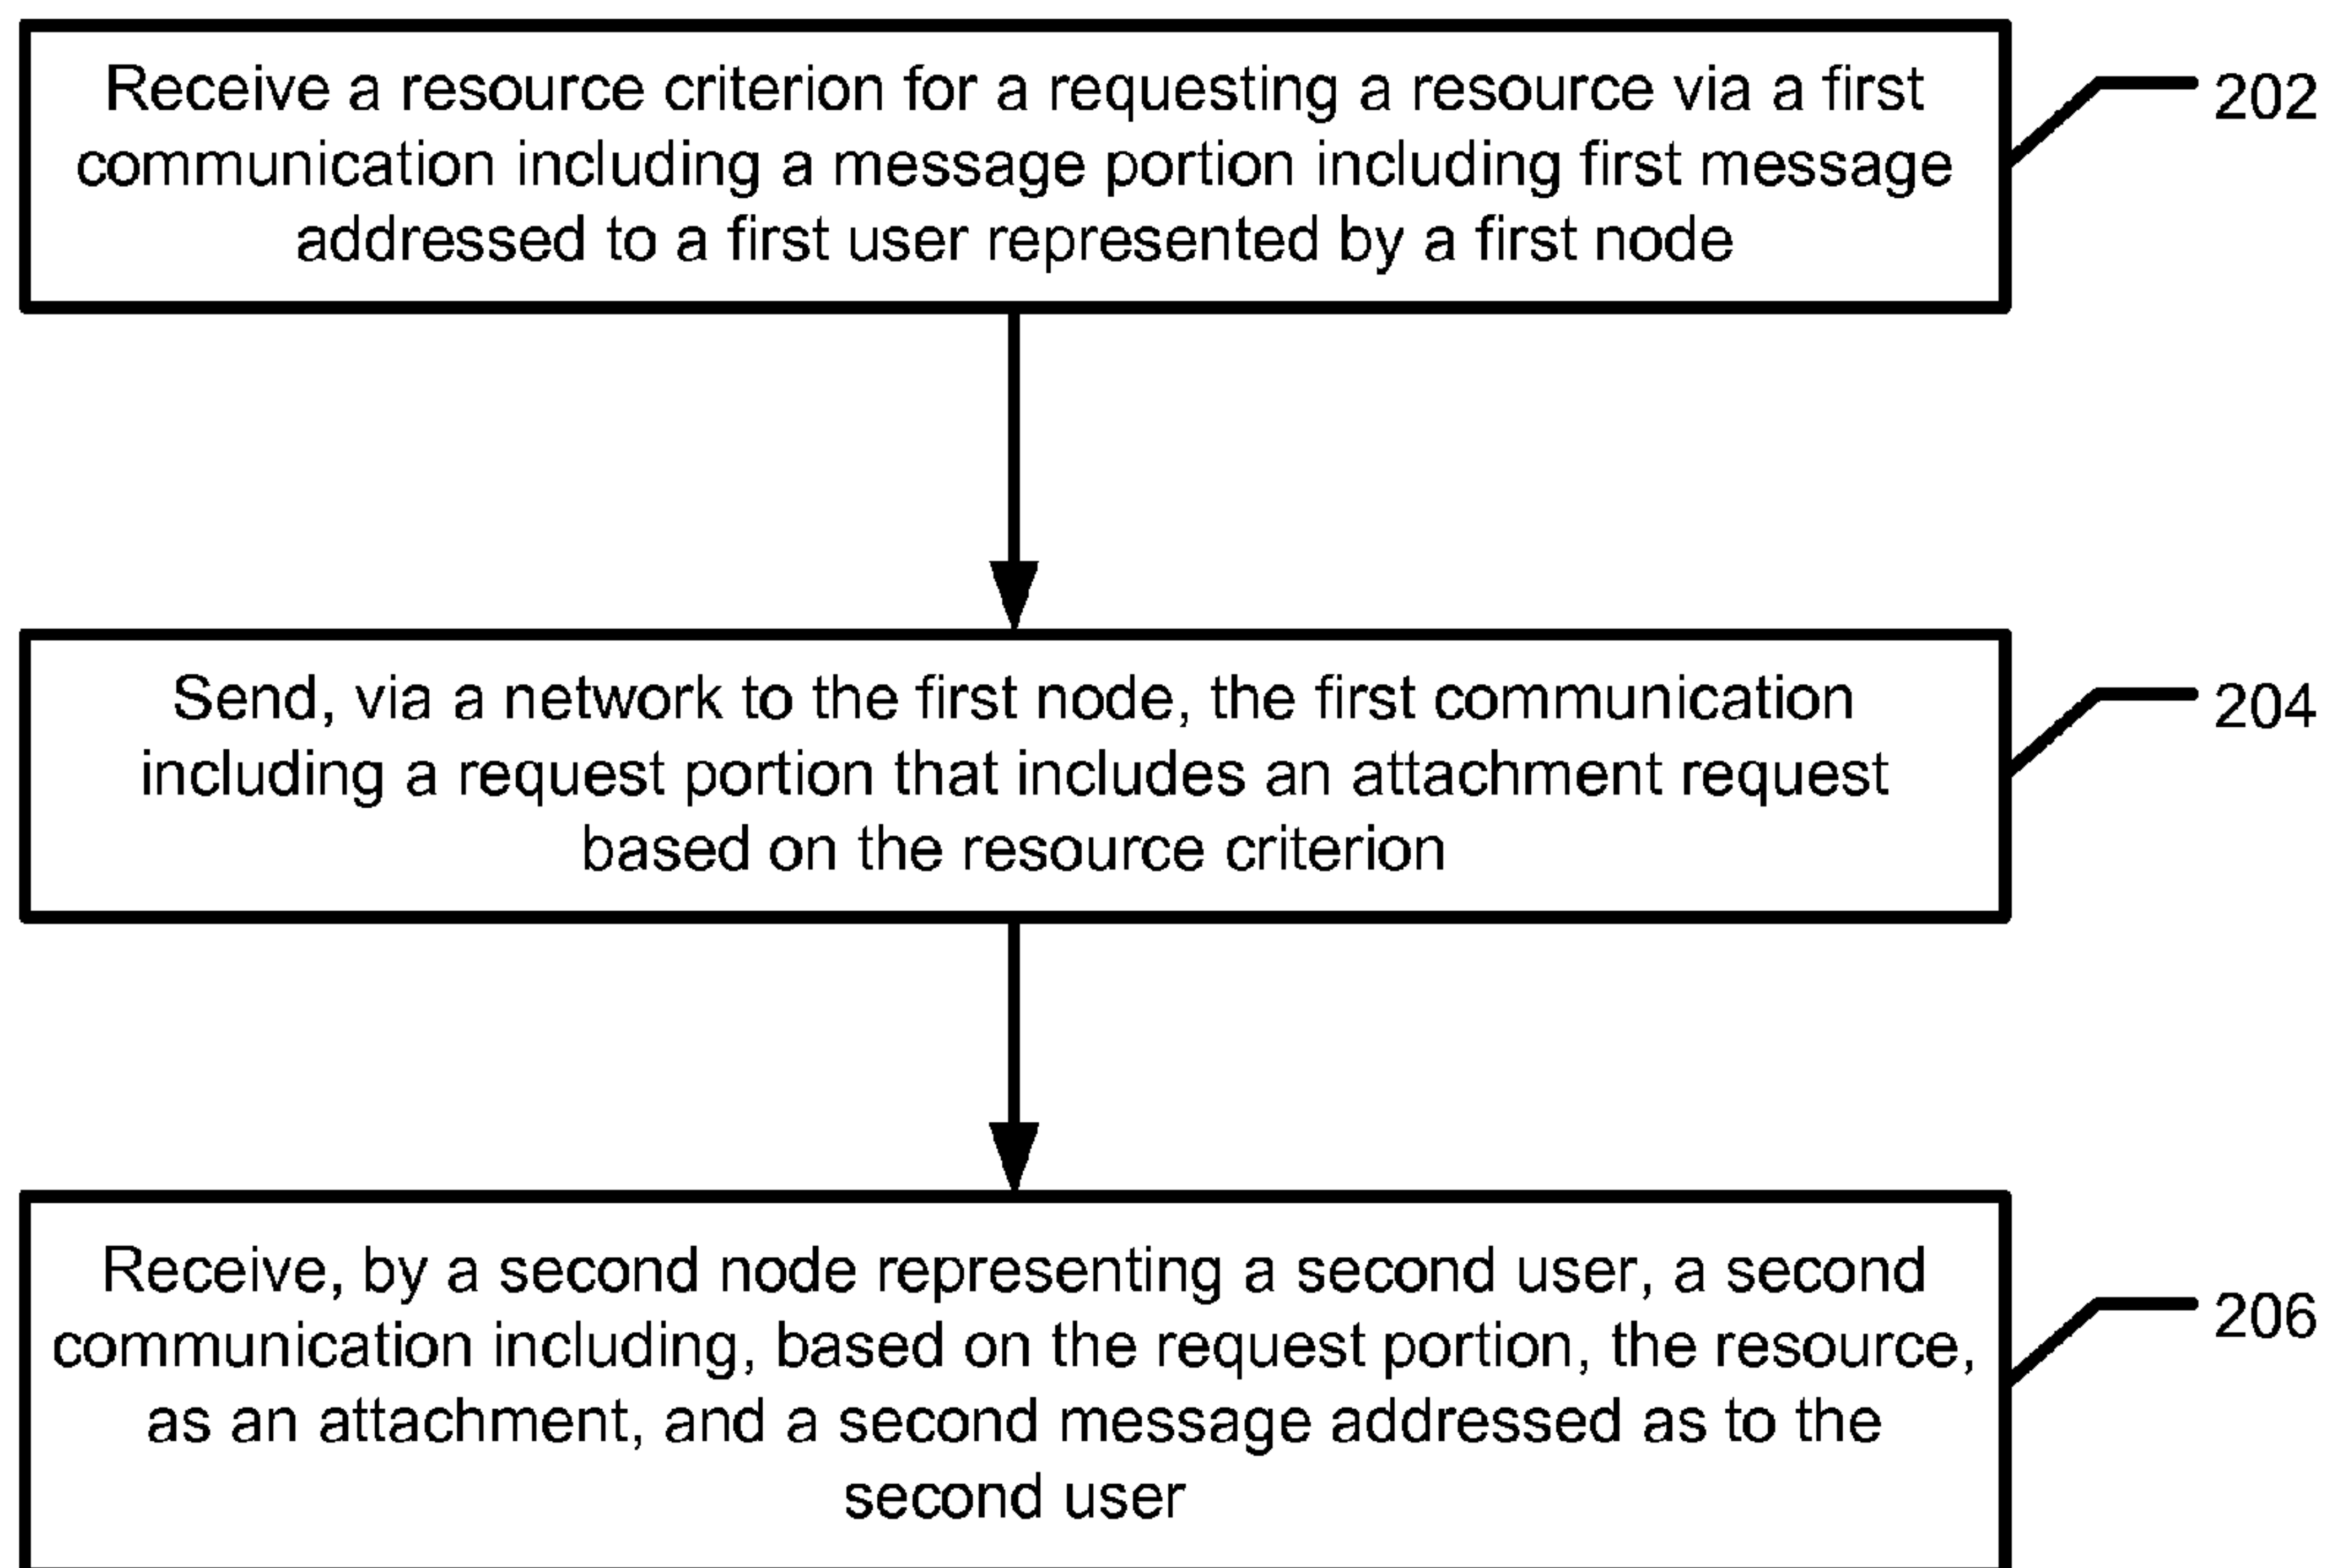 Receive a resource criterion for a requesting a resource via a first
communication including a message portion including first message
addressed to a first user represented by a first node
202
Send, via a network to the first node, the first communication
including a request portion that includes an attachment request
based on the resource criterion
204
Receive, by a second node representing a second user, a second
communication including, based on the request portion, the resource,
as an attachment, and a second message addressed as to the
second user
206